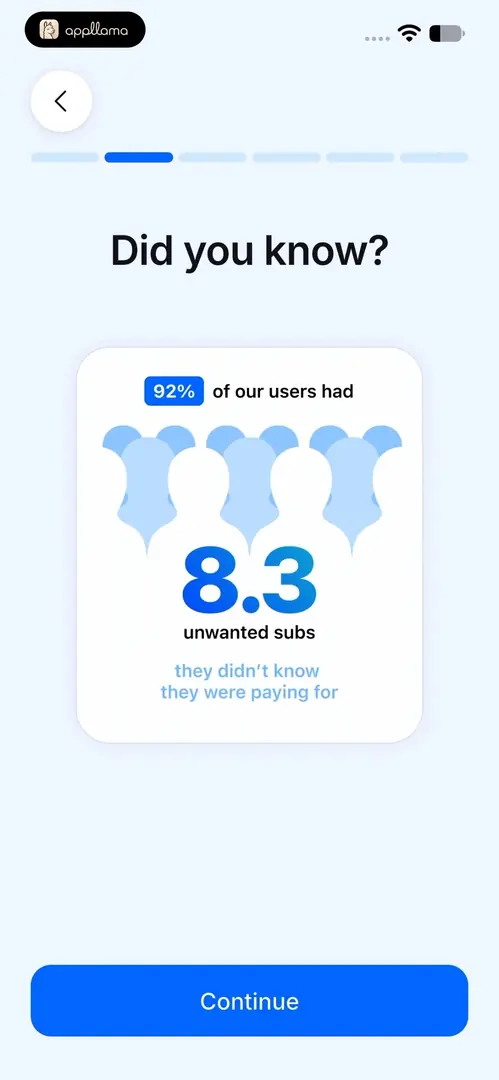 appllama
Did you know?
92% of our users had
8.3
unwanted subs
they didn’t know
they were paying for
Continue